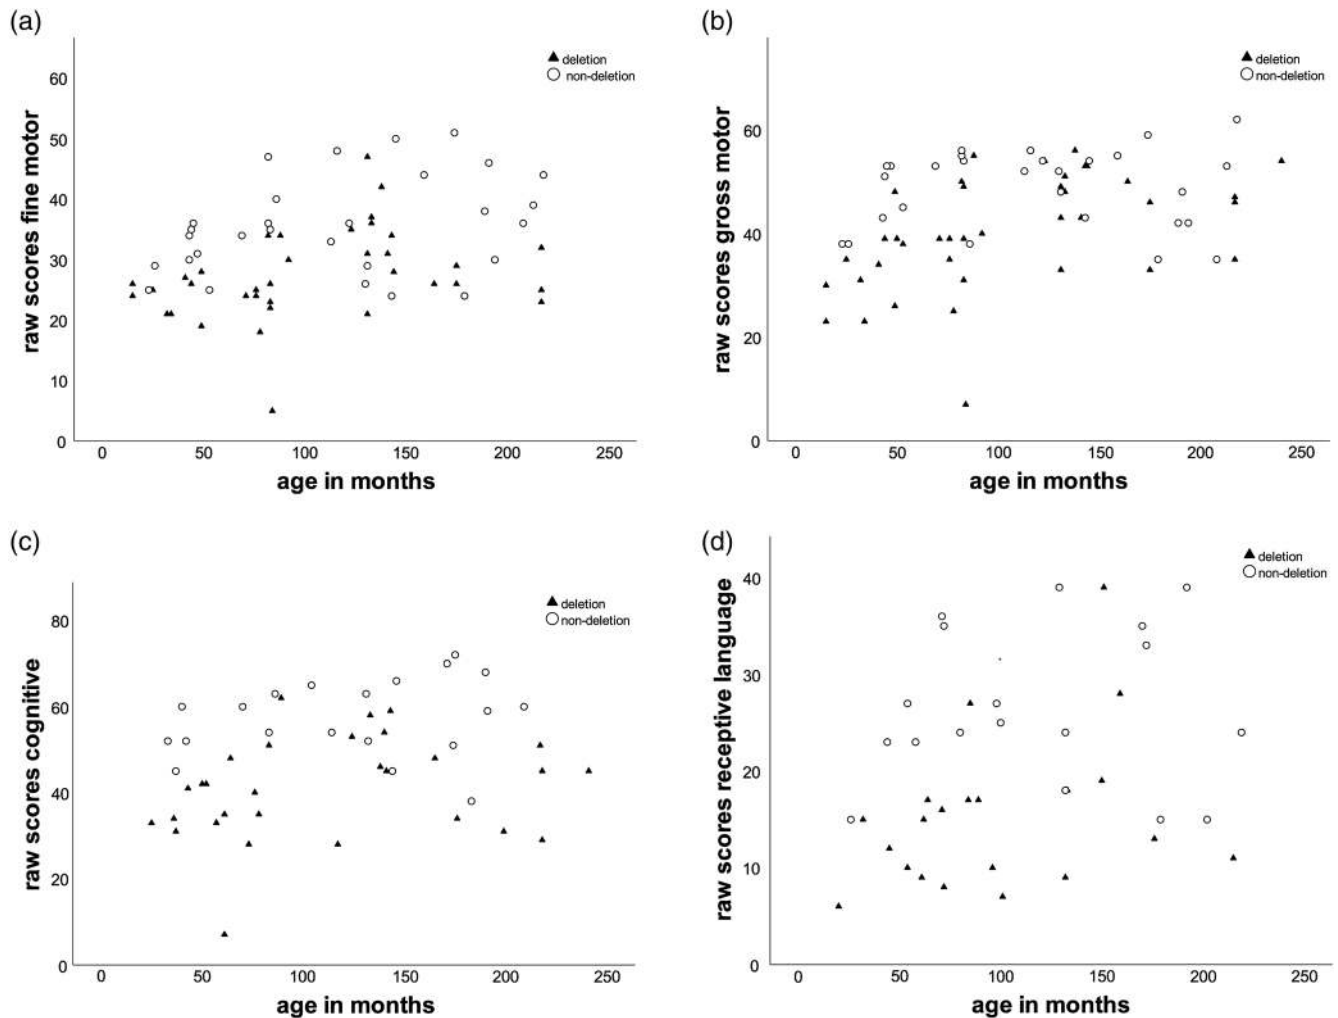 (a)
deletion
non-deletion
60
50
40
30
20
10
0
raw scores fine motor
0 50 100 150 200 250
age in months
(b)
deletion
non-deletion
60
40
20
0
raw scores gross motor
0 50 100 150 200 250
age in months
(c)
deletion
non-deletion
80
60
40
20
0
raw scores cognitive
0 50 100 150 200 250
age in months
(d)
deletion
non-deletion
40
30
20
10
0
raw scores receptive language
0 50 100 150 200 250
age in months